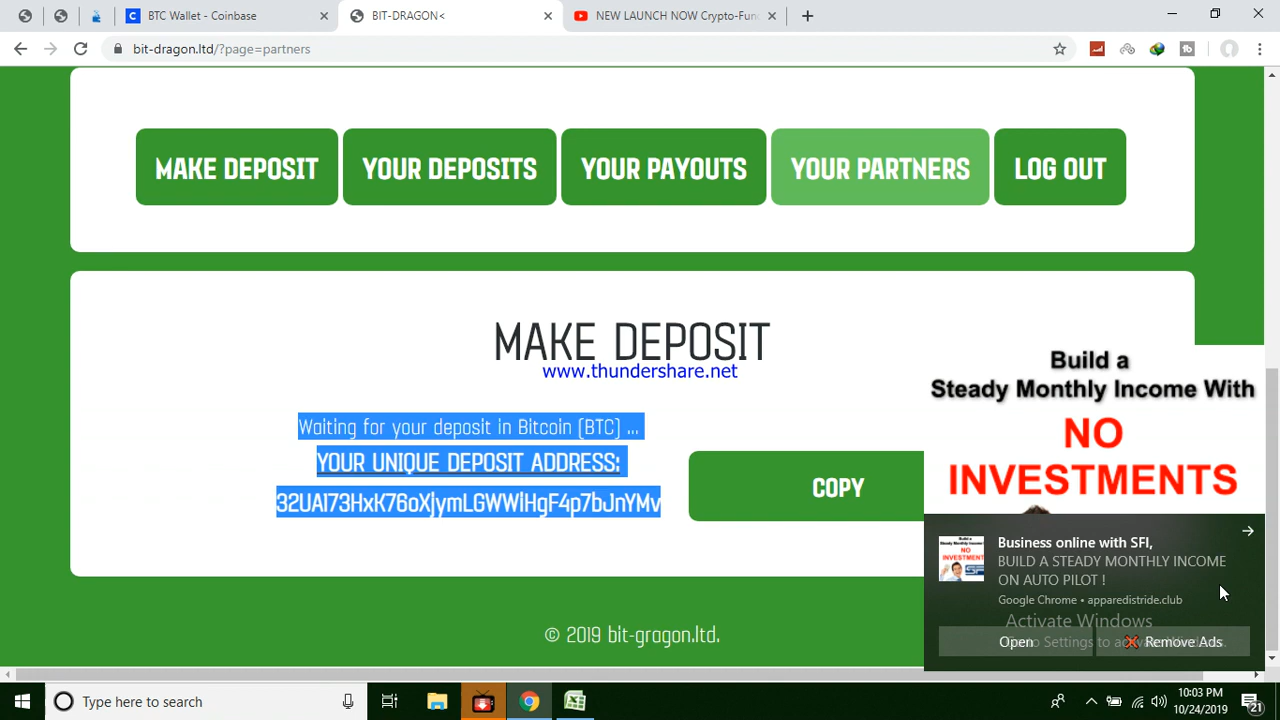 BTC Wallet - Coinbase
BIT-DRAGON<
NEW LAUNCH NOW Crypto-Fun
bit-dragon.ltd/?page=partners
MAKE DEPOSIT
YOUR DEPOSITS
YOUR PAYOUTS
YOUR PARTNERS
LOG OUT
MAKE DEPOSIT
www.thundershare.net
Waiting for your deposit in Bitcoin (BTC) ...
YOUR UNIQUE DEPOSIT ADDRESS:
32UA173HxK76oXjymLGWWiHgF4p7bJnYMv
COPY
Build a
Steady Monthly Income With
NO
INVESTMENTS
Business online with SFI,
BUILD A STEADY MONTHLY INCOME
ON AUTO PILOT !
Google Chrome • apparedistride.club
Activate Windows
Open
Remove Ads
© 2019 bit-gragon.ltd.
Type here to search
10:03 PM
10/24/2019
21